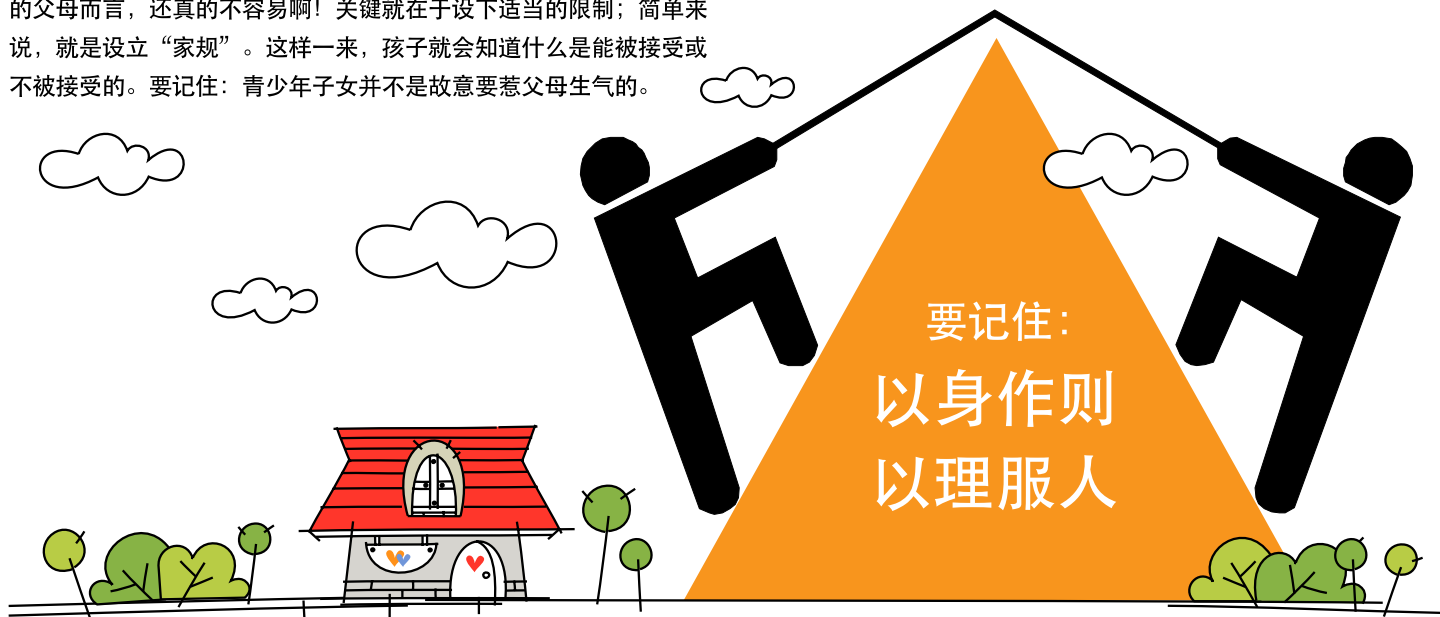 的父母而言，还真的不容易啊！关键就在于设下适当的限制；简单来
说，就是设立“家规”。这样一来，孩子就会知道什么是能被接受或
不被接受的。要记住：青少年子女并不是故意要惹父母生气的。
要记住：
以身作则
以理服人